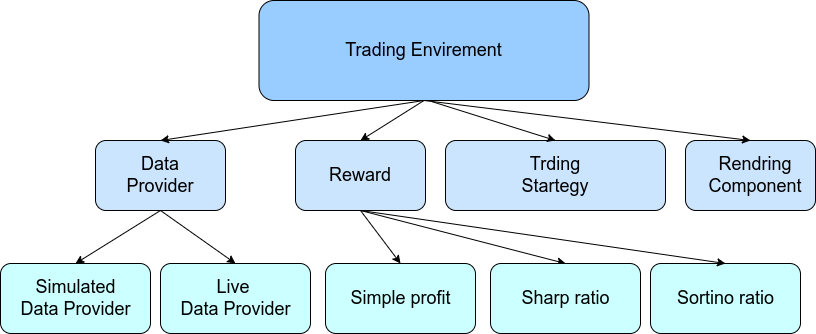 Trading Envirement
Data
Provider
Reward
Trding
Startegy
Rendring
Component
Simulated
Data Provider
Live
Data Provider
Simple profit
Sharp ratio
Sortino ratio